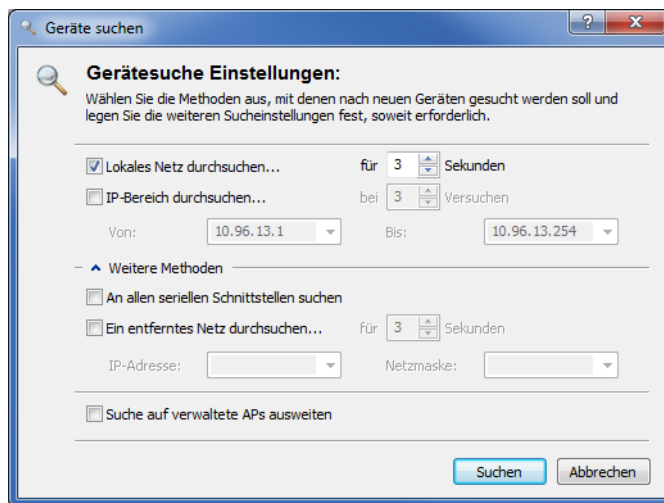 Geräte suchen
Gerätesuche Einstellungen:
Wählen Sie die Methoden aus, mit denen nach neuen Geräten gesucht werden soll und
legen Sie die weiteren Sucheinstellungen fest, soweit erforderlich.
Lokales Netz durchsuchen... für 3 Sekunden
IP-Bereich durchsuchen... bei 3 Versuchen
Von: 10.96.13.1 Bis: 10.96.13.254
Weitere Methoden
An allen seriellen Schnittstellen suchen
Ein entferntes Netz durchsuchen... für 3 Sekunden
IP-Adresse: Netzmaske:
Suche auf verwaltete APs ausweiten
Suchen Abbrechen